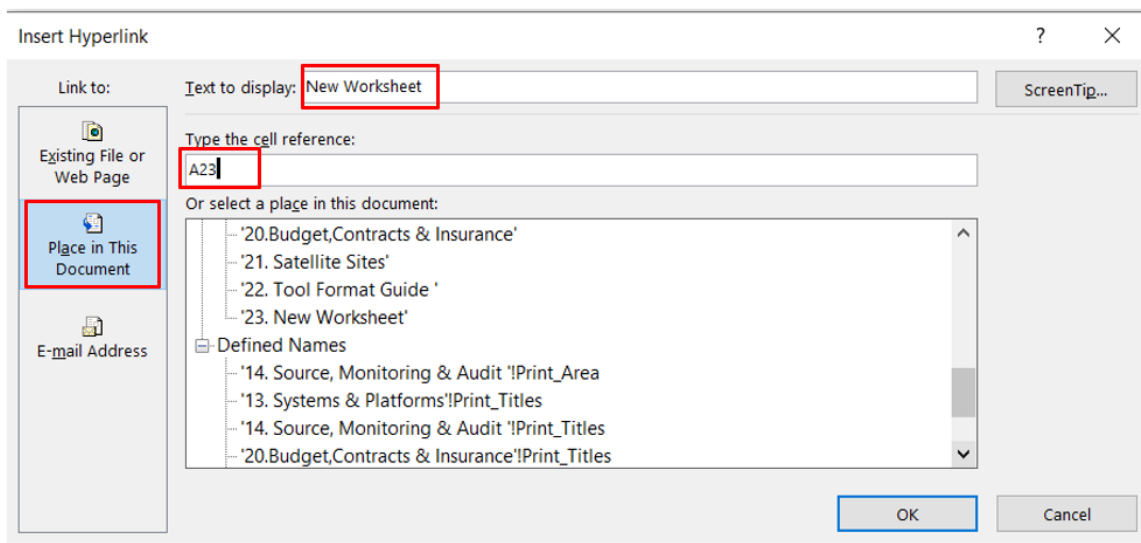 Insert Hyperlink
?
Link to:
Text to display:
New Worksheet
ScreenTip...
Existing File or
Web Page
Type the cell reference:
A23
Or select a place in this document:
Place in This
Document
'20.Budget,Contracts & Insurance'
'21. Satellite Sites'
'22. Tool Format Guide '
'23. New Worksheet'
E-mail Address
Defined Names
'14. Source, Monitoring & Audit '!Print_Area
'13. Systems & Platforms'!Print_Titles
'14. Source, Monitoring & Audit '!Print_Titles
'20.Budget,Contracts & Insurance'!Print_Titles
OK
Cancel